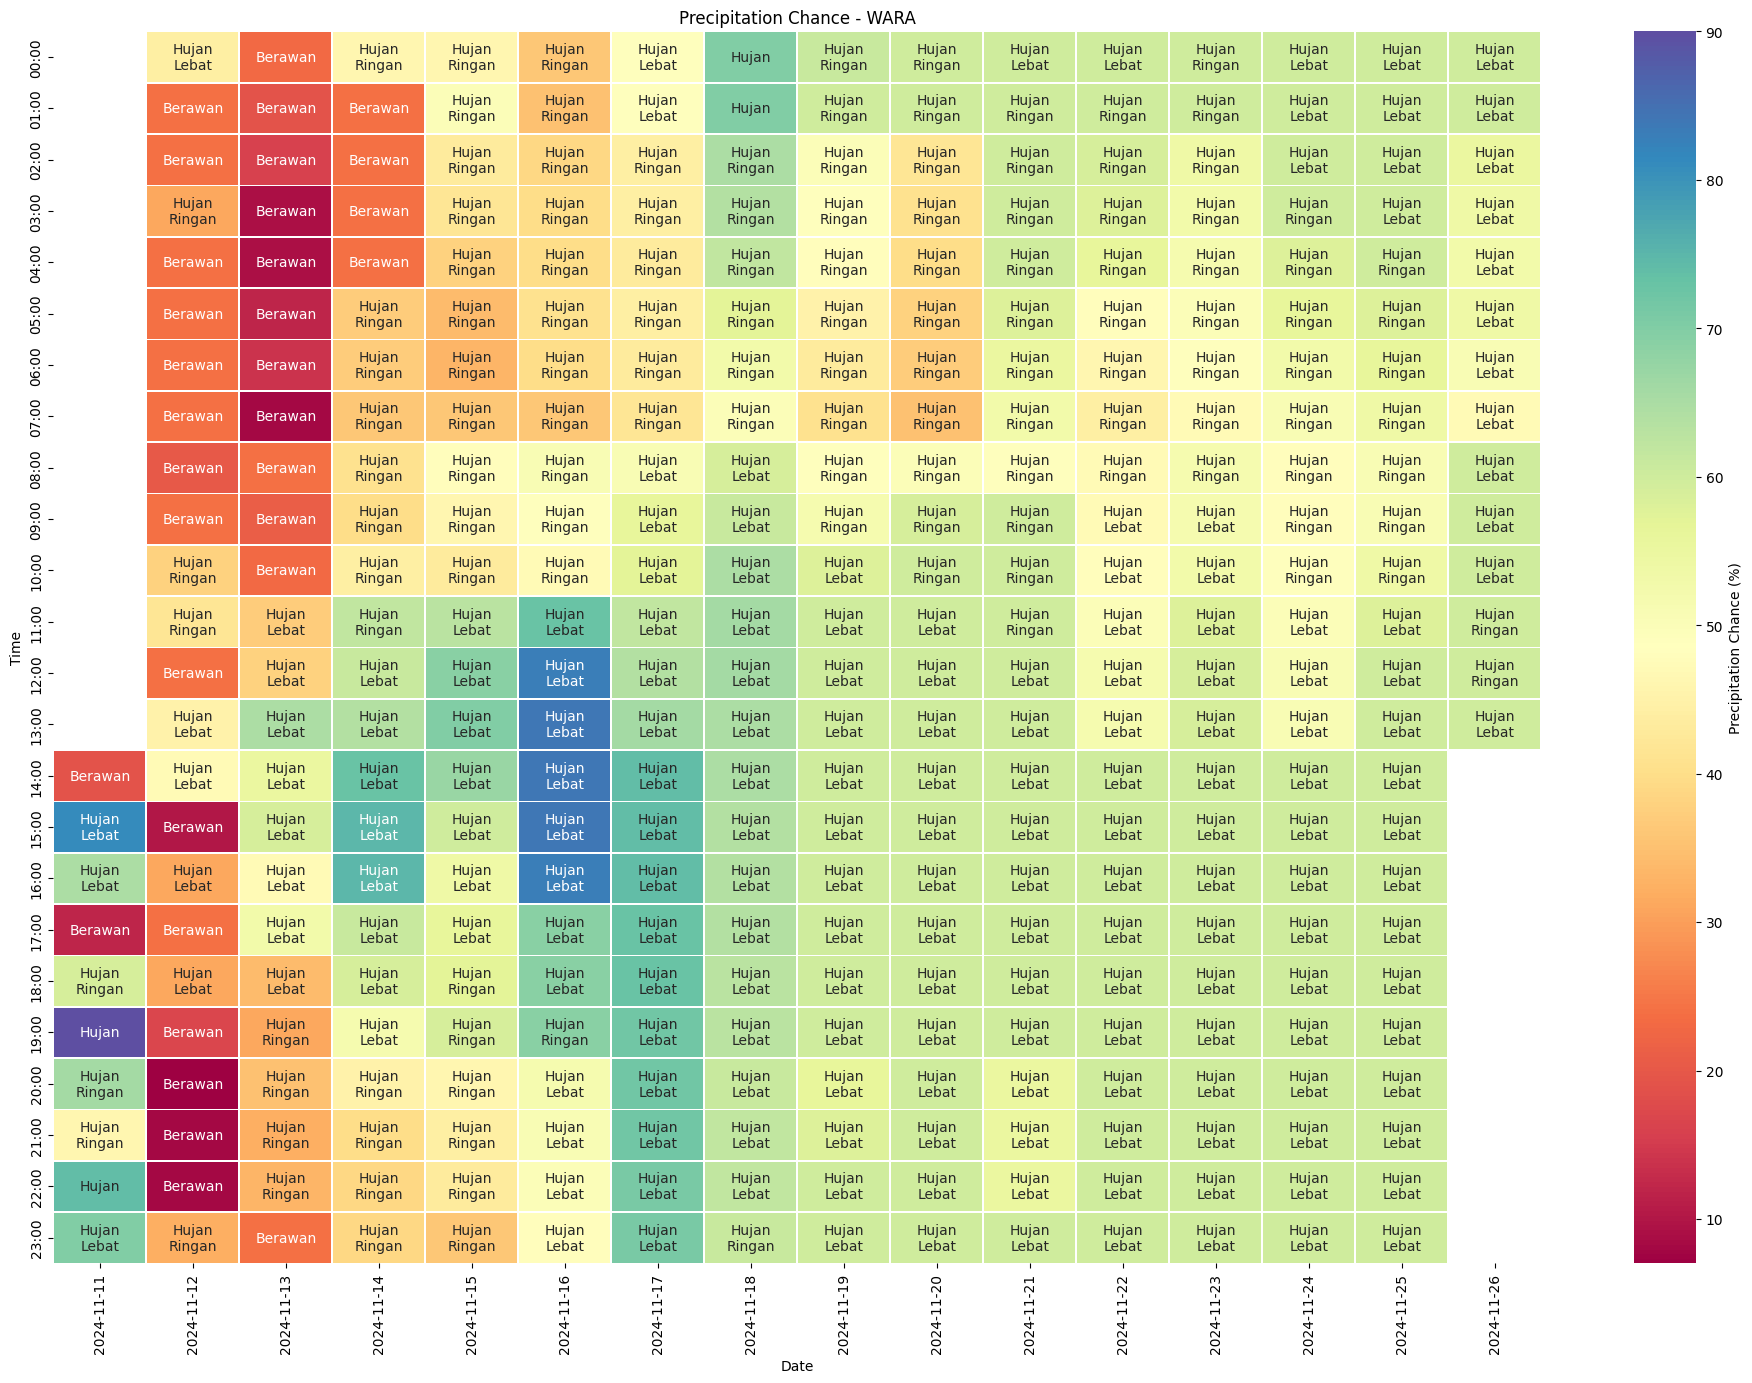 Precipitation Chance - WARA
00:00 Hujan Lebat Berawan Hujan Ringan Hujan Ringan Hujan Ringan Hujan Lebat Hujan Hujan Ringan Hujan Ringan Hujan Lebat Hujan Lebat Hujan Ringan Hujan Lebat Hujan Lebat Hujan Lebat
01:00 Berawan Berawan Berawan Hujan Ringan Hujan Ringan Hujan Lebat Hujan Hujan Ringan Hujan Ringan Hujan Ringan Hujan Ringan Hujan Ringan Hujan Lebat Hujan Lebat Hujan Lebat
02:00 Berawan Berawan Berawan Hujan Ringan Hujan Ringan Hujan Ringan Hujan Ringan Hujan Ringan Hujan Ringan Hujan Ringan Hujan Ringan Hujan Ringan Hujan Lebat Hujan Lebat Hujan Lebat
03:00 Hujan Ringan Berawan Berawan Hujan Ringan Hujan Ringan Hujan Ringan Hujan Ringan Hujan Ringan Hujan Ringan Hujan Ringan Hujan Ringan Hujan Ringan Hujan Ringan Hujan Lebat Hujan Lebat
04:00 Berawan Berawan Berawan Hujan Ringan Hujan Ringan Hujan Ringan Hujan Ringan Hujan Ringan Hujan Ringan Hujan Ringan Hujan Ringan Hujan Ringan Hujan Ringan Hujan Ringan Hujan Lebat
05:00 Berawan Berawan Hujan Ringan Hujan Ringan Hujan Ringan Hujan Ringan Hujan Ringan Hujan Ringan Hujan Ringan Hujan Ringan Hujan Ringan Hujan Ringan Hujan Ringan Hujan Ringan Hujan Lebat
06:00 Berawan Berawan Hujan Ringan Hujan Ringan Hujan Ringan Hujan Ringan Hujan Ringan Hujan Ringan Hujan Ringan Hujan Ringan Hujan Ringan Hujan Ringan Hujan Ringan Hujan Ringan Hujan Lebat
07:00 Berawan Berawan Hujan Ringan Hujan Ringan Hujan Ringan Hujan Ringan Hujan Ringan Hujan Ringan Hujan Ringan Hujan Ringan Hujan Ringan Hujan Ringan Hujan Ringan Hujan Ringan Hujan Lebat
08:00 Berawan Berawan Hujan Ringan Hujan Ringan Hujan Ringan Hujan Lebat Hujan Lebat Hujan Ringan Hujan Ringan Hujan Ringan Hujan Ringan Hujan Ringan Hujan Ringan Hujan Ringan Hujan Lebat
09:00 Berawan Berawan Hujan Ringan Hujan Ringan Hujan Ringan Hujan Lebat Hujan Lebat Hujan Ringan Hujan Ringan Hujan Ringan Hujan Lebat Hujan Lebat Hujan Ringan Hujan Ringan Hujan Lebat
10:00 Hujan Ringan Berawan Hujan Ringan Hujan Ringan Hujan Ringan Hujan Lebat Hujan Lebat Hujan Lebat Hujan Ringan Hujan Ringan Hujan Lebat Hujan Lebat Hujan Ringan Hujan Ringan Hujan Lebat
11:00 Hujan Ringan Hujan Lebat Hujan Ringan Hujan Lebat Hujan Lebat Hujan Lebat Hujan Lebat Hujan Lebat Hujan Lebat Hujan Ringan Hujan Lebat Hujan Lebat Hujan Lebat Hujan Lebat Hujan Ringan
12:00 Berawan Hujan Lebat Hujan Lebat Hujan Lebat Hujan Lebat Hujan Lebat Hujan Lebat Hujan Lebat Hujan Lebat Hujan Lebat Hujan Lebat Hujan Lebat Hujan Lebat Hujan Lebat Hujan Ringan
13:00 Hujan Lebat Hujan Lebat Hujan Lebat Hujan Lebat Hujan Lebat Hujan Lebat Hujan Lebat Hujan Lebat Hujan Lebat Hujan Lebat Hujan Lebat Hujan Lebat Hujan Lebat Hujan Lebat Hujan Lebat
14:00 Berawan Hujan Lebat Hujan Lebat Hujan Lebat Hujan Lebat Hujan Lebat Hujan Lebat Hujan Lebat Hujan Lebat Hujan Lebat Hujan Lebat Hujan Lebat Hujan Lebat Hujan Lebat Hujan Lebat
15:00 Hujan Lebat Berawan Hujan Lebat Hujan Lebat Hujan Lebat Hujan Lebat Hujan Lebat Hujan Lebat Hujan Lebat Hujan Lebat Hujan Lebat Hujan Lebat Hujan Lebat Hujan Lebat Hujan Lebat
16:00 Hujan Lebat Hujan Lebat Hujan Lebat Hujan Lebat Hujan Lebat Hujan Lebat Hujan Lebat Hujan Lebat Hujan Lebat Hujan Lebat Hujan Lebat Hujan Lebat Hujan Lebat Hujan Lebat Hujan Lebat
17:00 Berawan Berawan Hujan Lebat Hujan Lebat Hujan Lebat Hujan Lebat Hujan Lebat Hujan Lebat Hujan Lebat Hujan Lebat Hujan Lebat Hujan Lebat Hujan Lebat Hujan Lebat Hujan Lebat
18:00 Hujan Ringan Hujan Lebat Hujan Lebat Hujan Lebat Hujan Ringan Hujan Lebat Hujan Lebat Hujan Lebat Hujan Lebat Hujan Lebat Hujan Lebat Hujan Lebat Hujan Lebat Hujan Lebat Hujan Lebat
19:00 Hujan Berawan Hujan Ringan Hujan Lebat Hujan Ringan Hujan Ringan Hujan Lebat Hujan Lebat Hujan Lebat Hujan Lebat Hujan Lebat Hujan Lebat Hujan Lebat Hujan Lebat Hujan Lebat
20:00 Hujan Ringan Berawan Hujan Ringan Hujan Ringan Hujan Ringan Hujan Lebat Hujan Lebat Hujan Lebat Hujan Lebat Hujan Lebat Hujan Lebat Hujan Lebat Hujan Lebat Hujan Lebat Hujan Lebat
21:00 Hujan Ringan Berawan Hujan Ringan Hujan Ringan Hujan Ringan Hujan Lebat Hujan Lebat Hujan Lebat Hujan Lebat Hujan Lebat Hujan Lebat Hujan Lebat Hujan Lebat Hujan Lebat Hujan Lebat
22:00 Hujan Berawan Hujan Ringan Hujan Ringan Hujan Ringan Hujan Lebat Hujan Lebat Hujan Lebat Hujan Lebat Hujan Lebat Hujan Lebat Hujan Lebat Hujan Lebat Hujan Lebat Hujan Lebat
23:00 Hujan Lebat Hujan Ringan Berawan Hujan Ringan Hujan Ringan Hujan Lebat Hujan Lebat Hujan Ringan Hujan Lebat Hujan Lebat Hujan Lebat Hujan Lebat Hujan Lebat Hujan Lebat Hujan Lebat
Time
2024-11-11 2024-11-12 2024-11-13 2024-11-14 2024-11-15 2024-11-16 2024-11-17 2024-11-18 2024-11-19 2024-11-20 2024-11-21 2024-11-22 2024-11-23 2024-11-24 2024-11-25 2024-11-26
Date
90
80
70
60
50
40
30
20
10
Precipitation Chance (%)